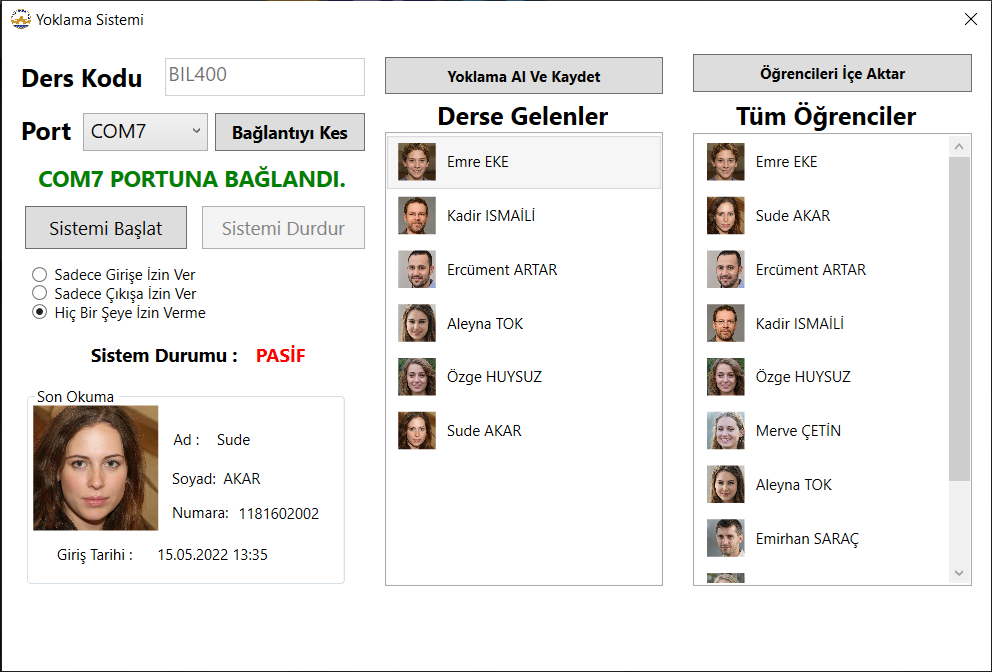 Yoklama Sistemi
Ders Kodu
BIL400
Port
COM7
Bağlantıyı Kes
COM7 PORTUNA BAĞLANDI.
Sistemi Başlat
Sistemi Durdur
Sadece Girişe İzin Ver
Sadece Çıkışa İzin Ver
Hiç Bir Şeye İzin Verme
Sistem Durumu : PASİF
Son Okuma
Ad : Sude
Soyad: AKAR
Numara: 1181602002
Giriş Tarihi : 15.05.2022 13:35
Yoklama Al Ve Kaydet
Derse Gelenler
Emre EKE
Kadir ISMAİLİ
Ercüment ARTAR
Aleyna TOK
Özge HUYSUZ
Sude AKAR
Öğrencileri İçe Aktar
Tüm Öğrenciler
Emre EKE
Sude AKAR
Ercüment ARTAR
Kadir ISMAİLİ
Özge HUYSUZ
Merve ÇETİN
Aleyna TOK
Emirhan SARAÇ